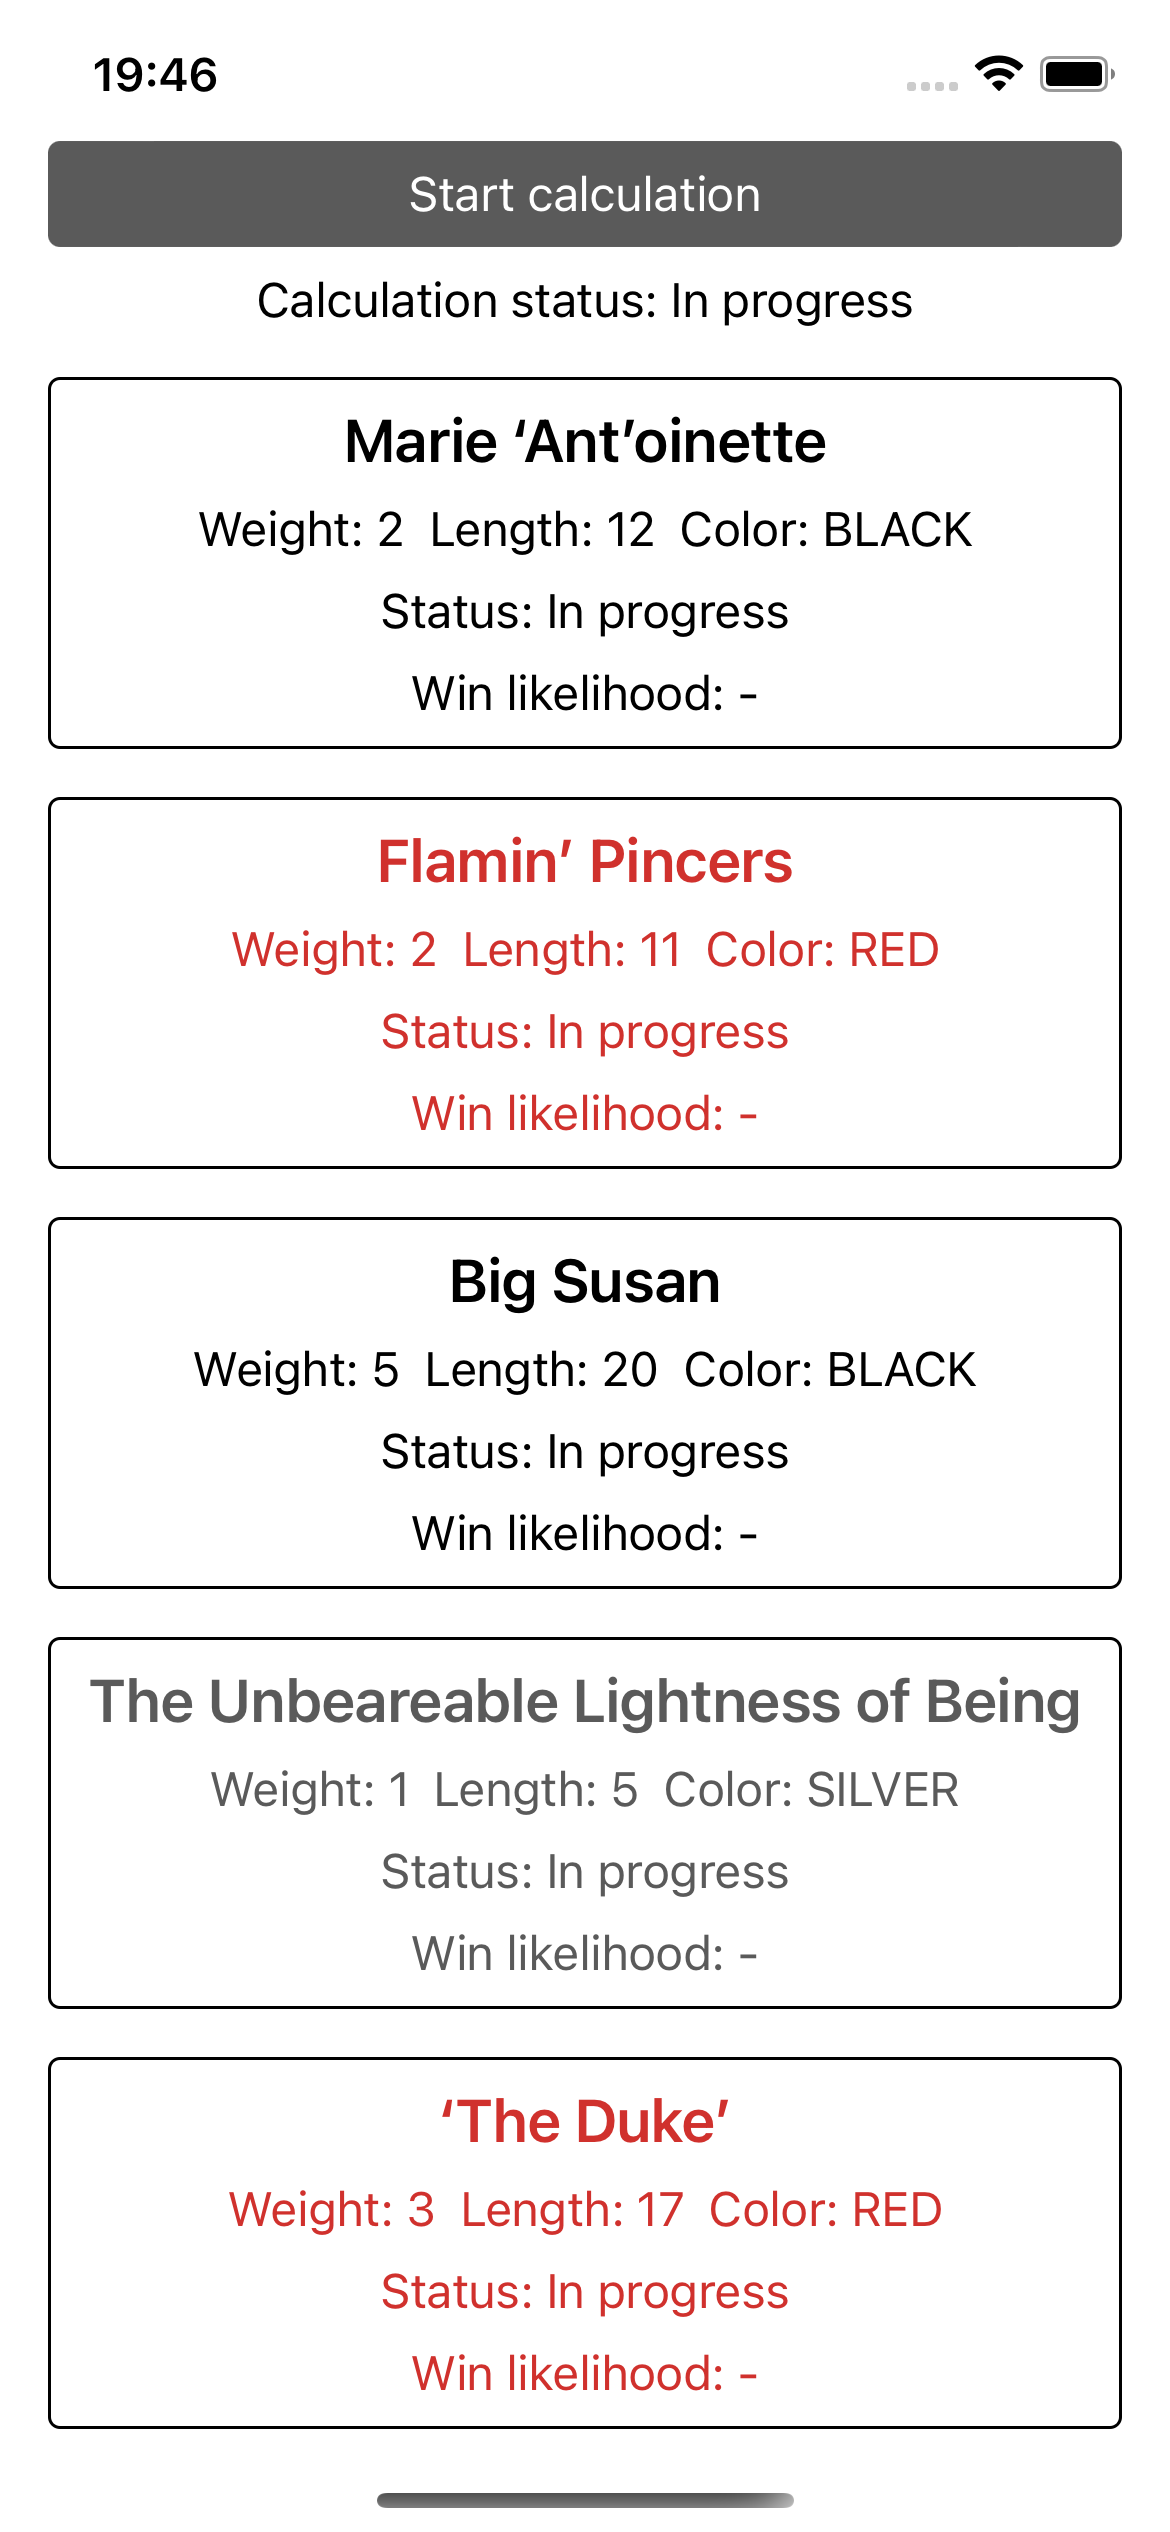 19:46
Start calculation
Calculation status: In progress
Marie ‘Ant’oinette
Weight: 2 Length: 12 Color: BLACK
Status: In progress
Win likelihood: -
Flamin’ Pincers
Weight: 2 Length: 11 Color: RED
Status: In progress
Win likelihood: -
Big Susan
Weight: 5 Length: 20 Color: BLACK
Status: In progress
Win likelihood: -
The Unbeareable Lightness of Being
Weight: 1 Length: 5 Color: SILVER
Status: In progress
Win likelihood: -
‘The Duke’
Weight: 3 Length: 17 Color: RED
Status: In progress
Win likelihood: -